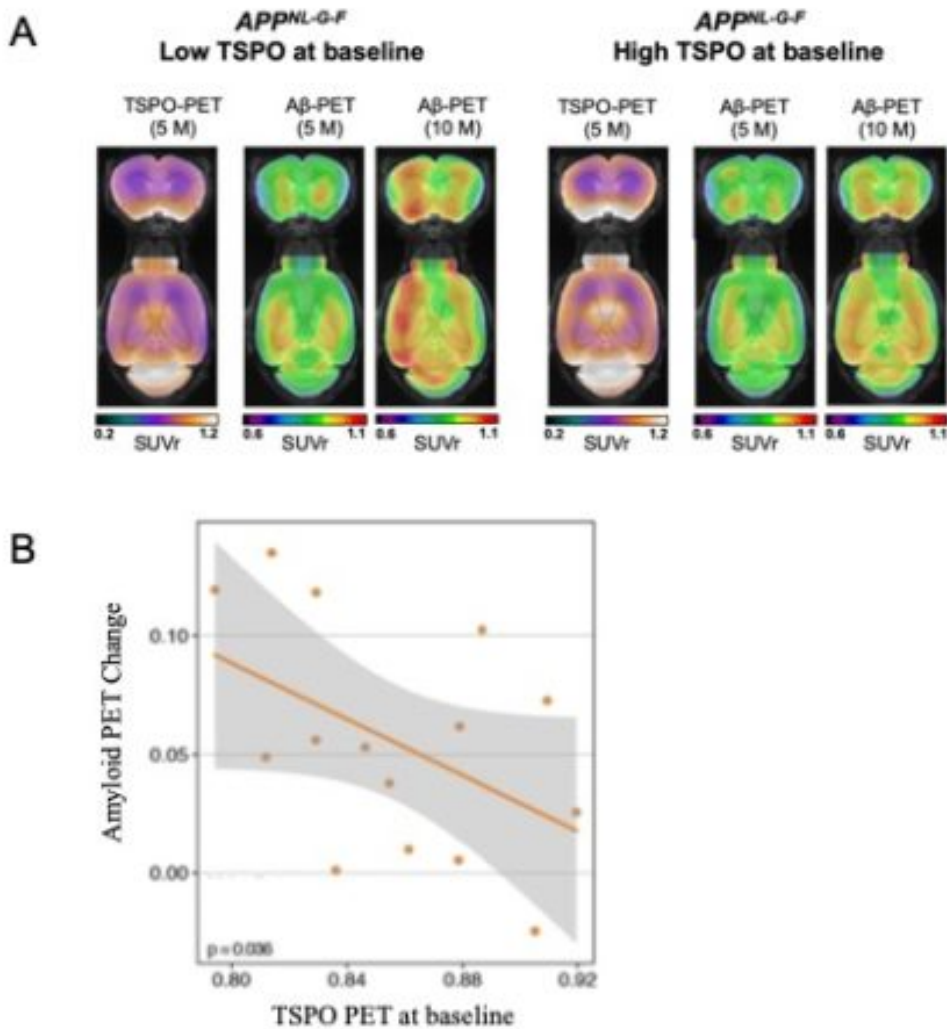 A
APP^NL-G-F
Low TSPO at baseline
APP^NL-G-F
High TSPO at baseline
TSPO-PET
(5 M)
Aβ-PET
(5 M)
Aβ-PET
(10 M)
TSPO-PET
(5 M)
Aβ-PET
(5 M)
Aβ-PET
(10 M)
0.2 1.2
SUVr
0.6 1.1
SUVr
0.6 1.1
SUVr
0.2 1.2
SUVr
0.6 1.1
SUVr
0.6 1.1
SUVr
B
Amyloid PET Change
0.10
0.05
0.00
p = 0.036
0.80 0.84 0.88 0.92
TSPO PET at baseline